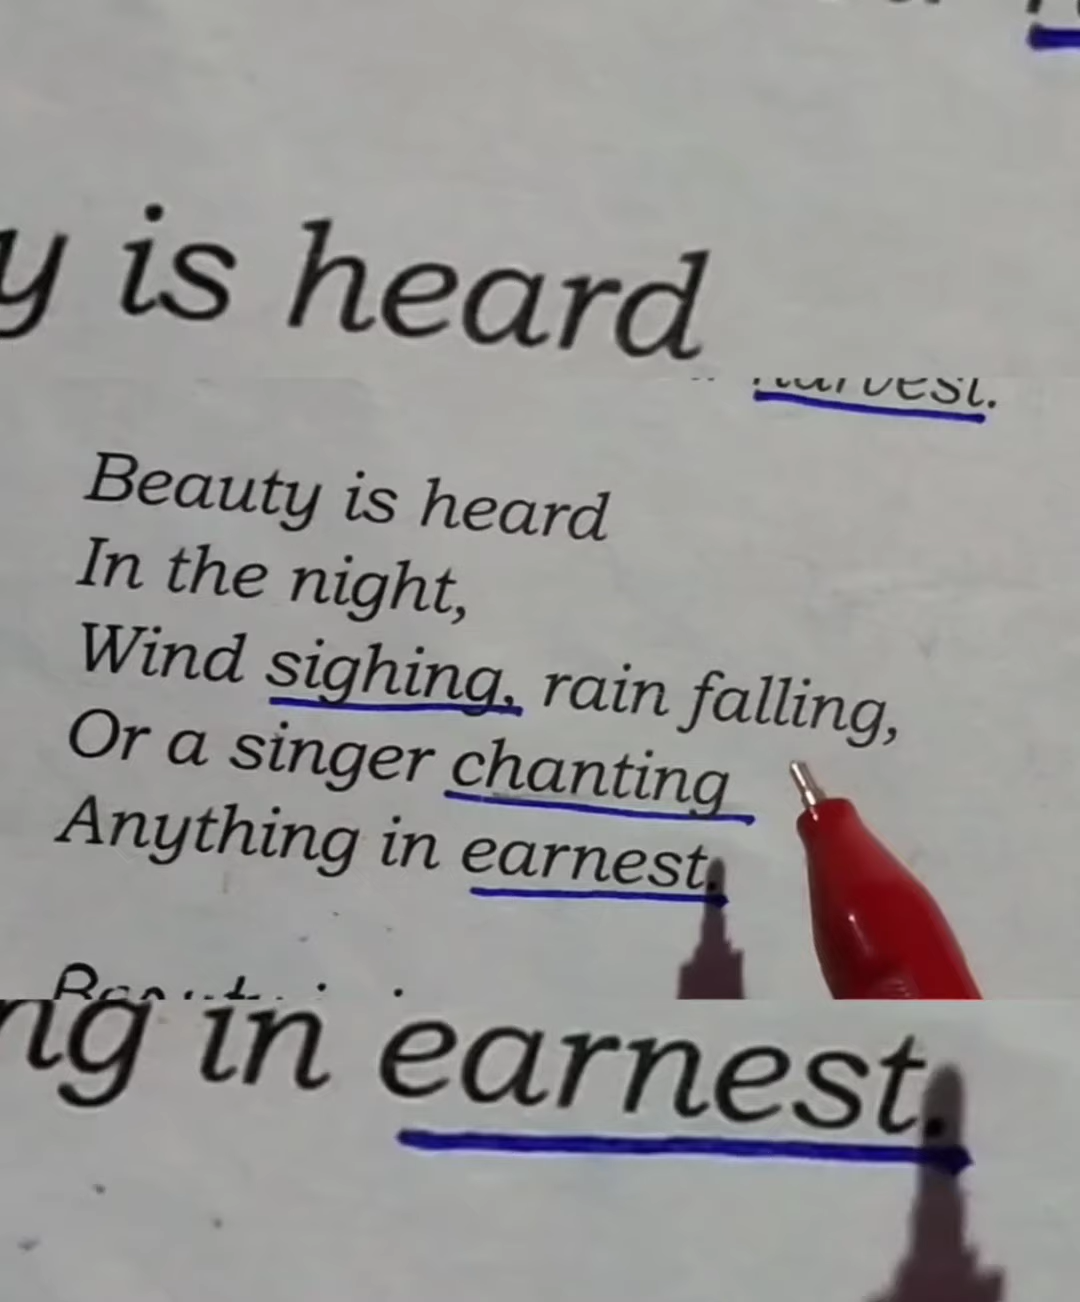 is heard
harvest.
Beauty is heard
In the night,
Wind sighing, rain falling,
Or a singer chanting
Anything in earnest.
in earnest.